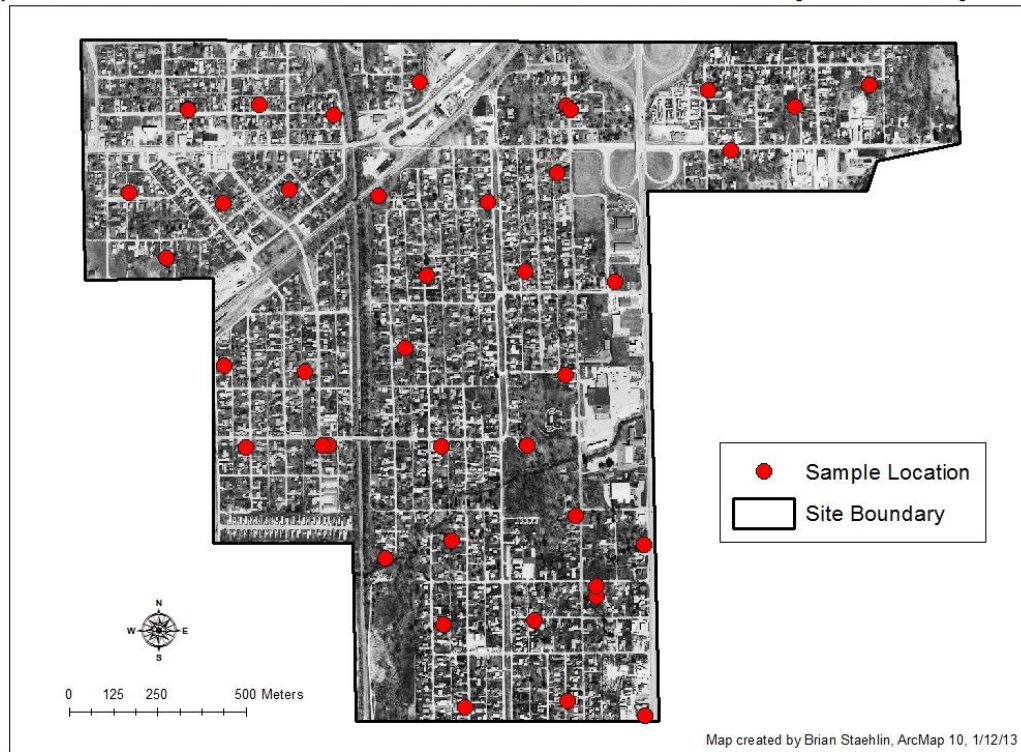 Sample Location
Site Boundary
N
W E
S
0 125 250 500 Meters
Map created by Brian Staehlin, ArcMap 10, 1/12/13